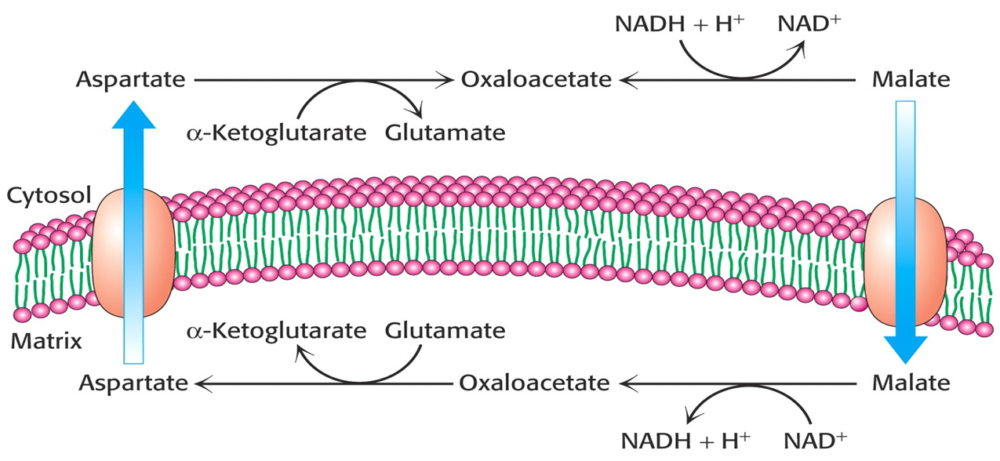 NADH + H⁺ NAD⁺
Aspartate Oxaloacetate Malate
α-Ketoglutarate Glutamate
Cytosol
Matrix
α-Ketoglutarate Glutamate
Aspartate Oxaloacetate Malate
NADH + H⁺ NAD⁺